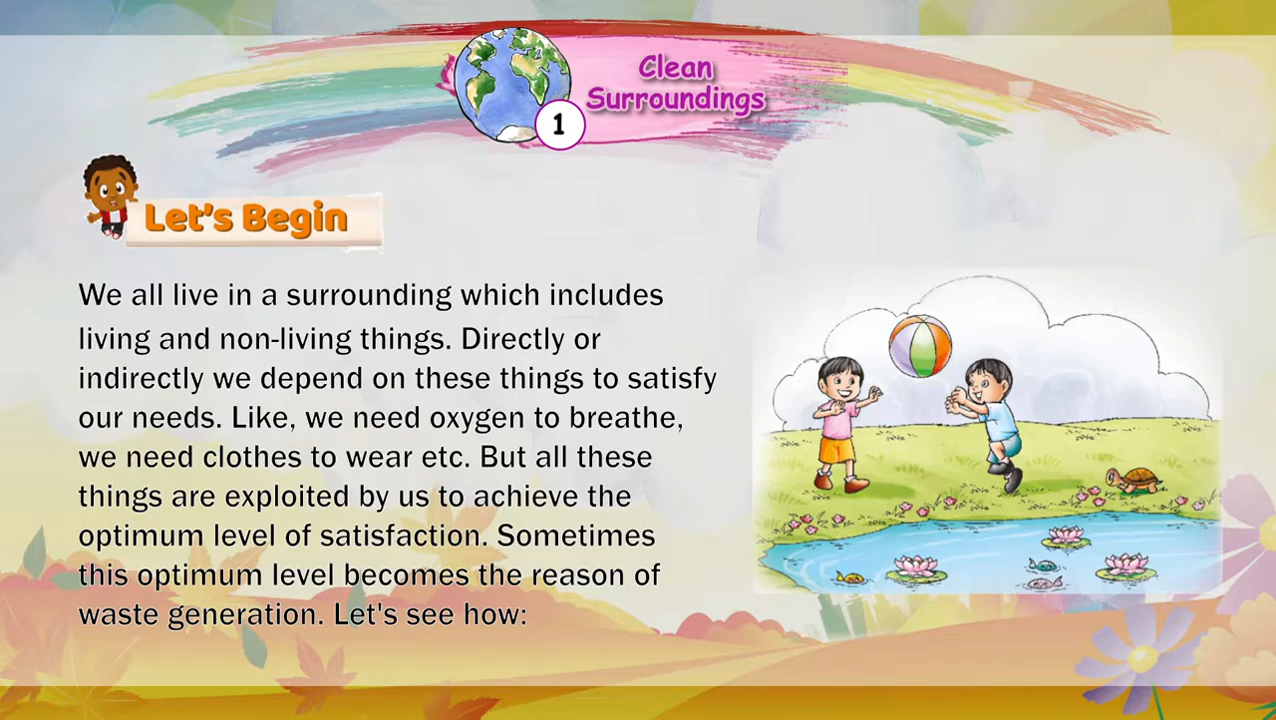 Clean
Surroundings
1
Let's Begin
We all live in a surrounding which includes
living and non-living things. Directly or
indirectly we depend on these things to satisfy
our needs. Like, we need oxygen to breathe,
we need clothes to wear etc. But all these
things are exploited by us to achieve the
optimum level of satisfaction. Sometimes
this optimum level becomes the reason of
waste generation. Let's see how: